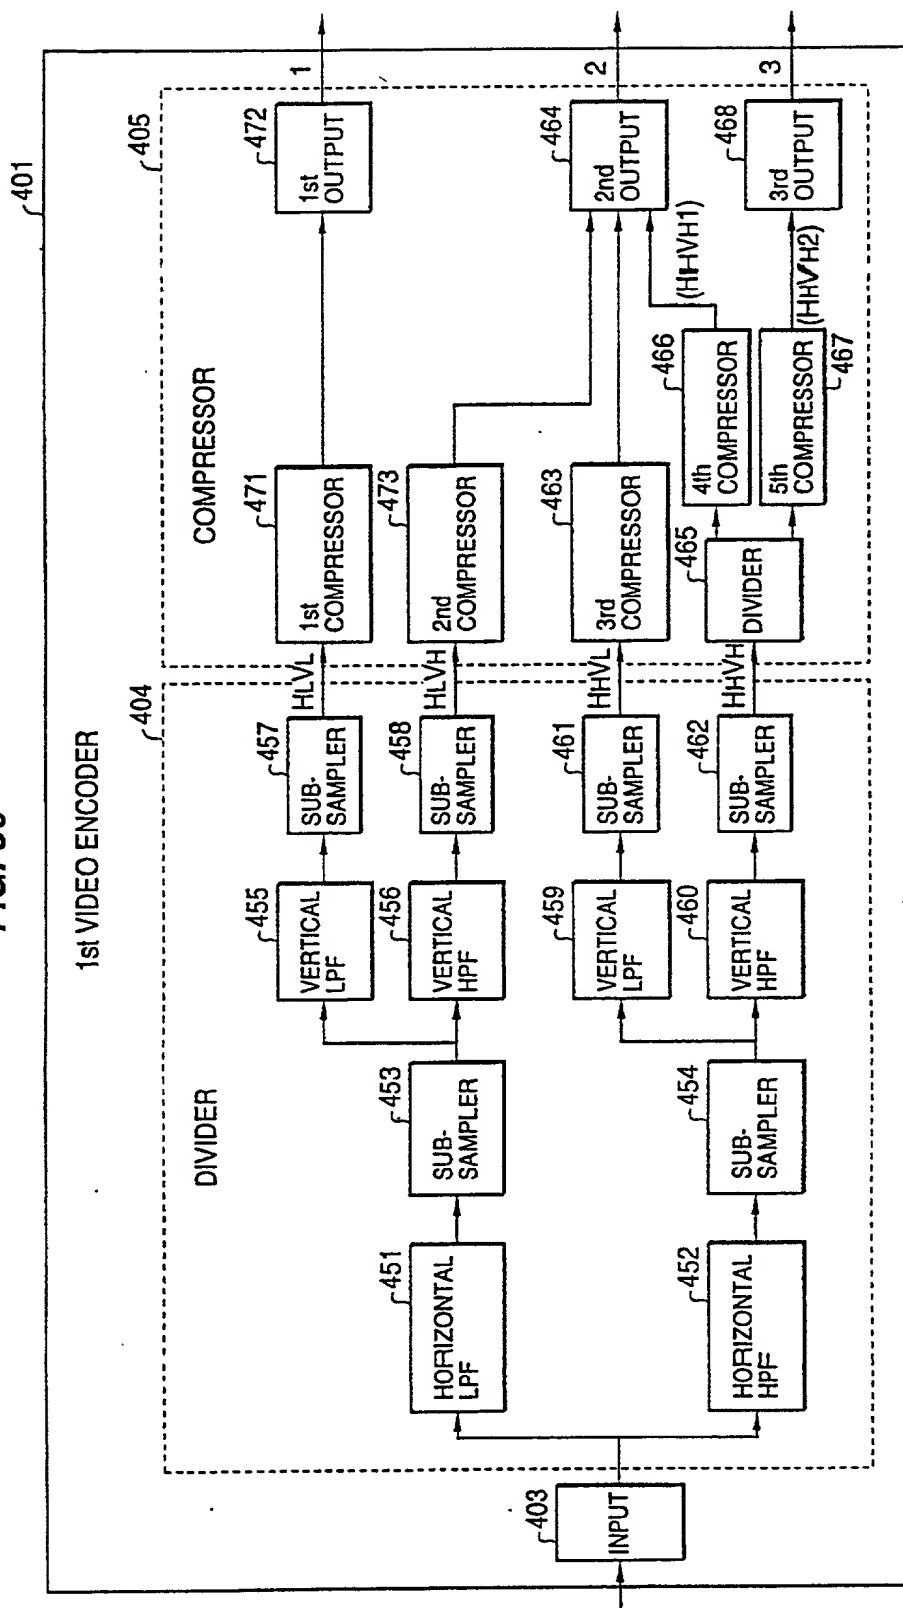 1st VIDEO ENCODER
401
DIVIDER
404
COMPRESSOR
405
403
INPUT
451
HORIZONTAL
LPF
453
SUB-
SAMPLER
455
VERTICAL
LPF
457
SUB-
SAMPLER
HLVL
471
1st
COMPRESSOR
472
1st
OUTPUT
1
456
VERTICAL
HPF
458
SUB-
SAMPLER
HLVH
473
2nd
COMPRESSOR
459
VERTICAL
LPF
461
SUB-
SAMPLER
HHVL
463
3rd
COMPRESSOR
464
2nd
OUTPUT
2
452
HORIZONTAL
HPF
454
SUB-
SAMPLER
460
VERTICAL
HPF
462
SUB-
SAMPLER
HHVH
465
DIVIDER
466
4th
COMPRESSOR
(HHVH1)
467
5th
COMPRESSOR
(HHVH2)
468
3rd
OUTPUT
3